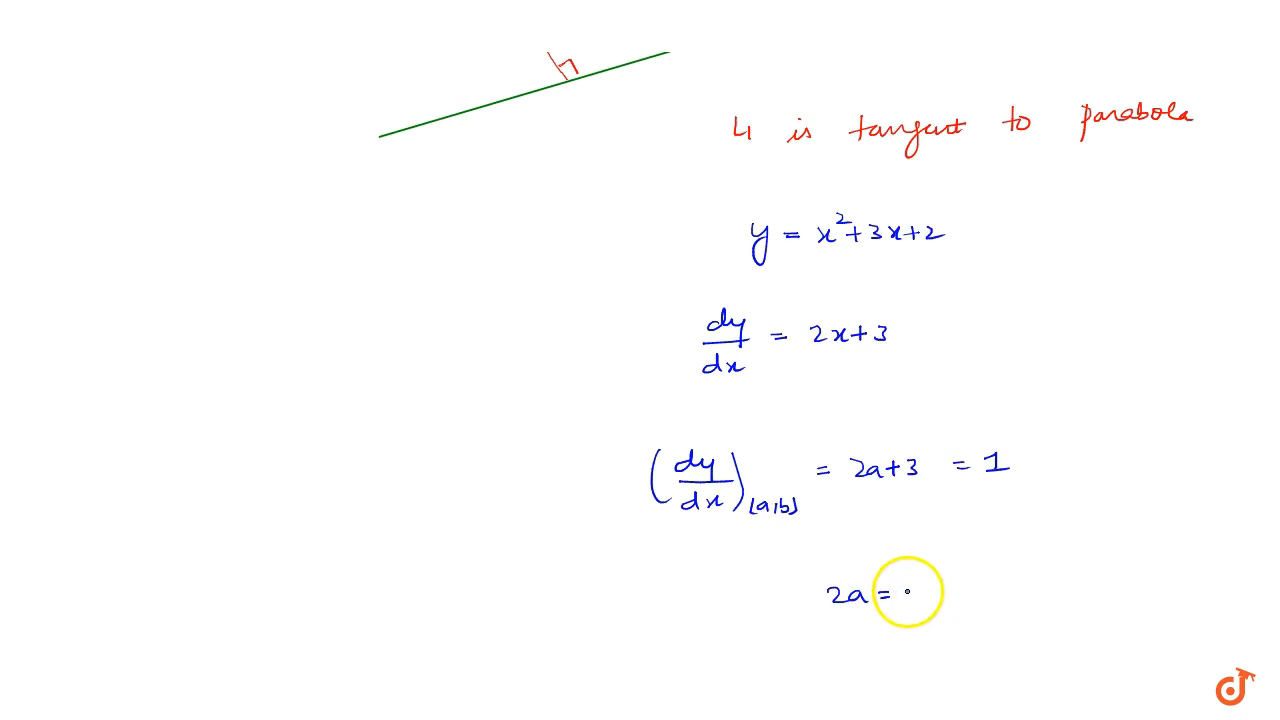 L1 is tangent to parabola
y = x²+3x+2
dy/dx = 2x+3
(dy/dx)(a,b) = 2a+3 = 1
2a =